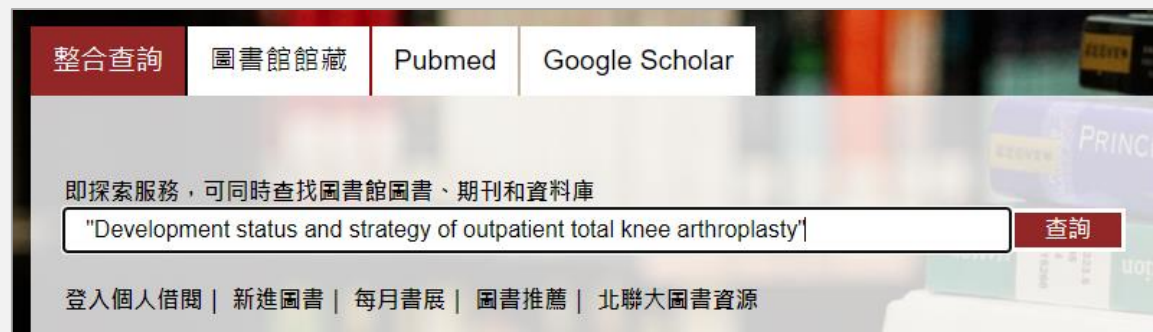 整合查詢 圖書館館藏 Pubmed Google Scholar
即探索服務，可同時查找圖書館圖書、期刊和資料庫
"Development status and strategy of outpatient total knee arthroplasty"
查詢
登入個人借閱 | 新進圖書 | 每月書展 | 圖書推薦 | 北聯大圖書資源
PRINC